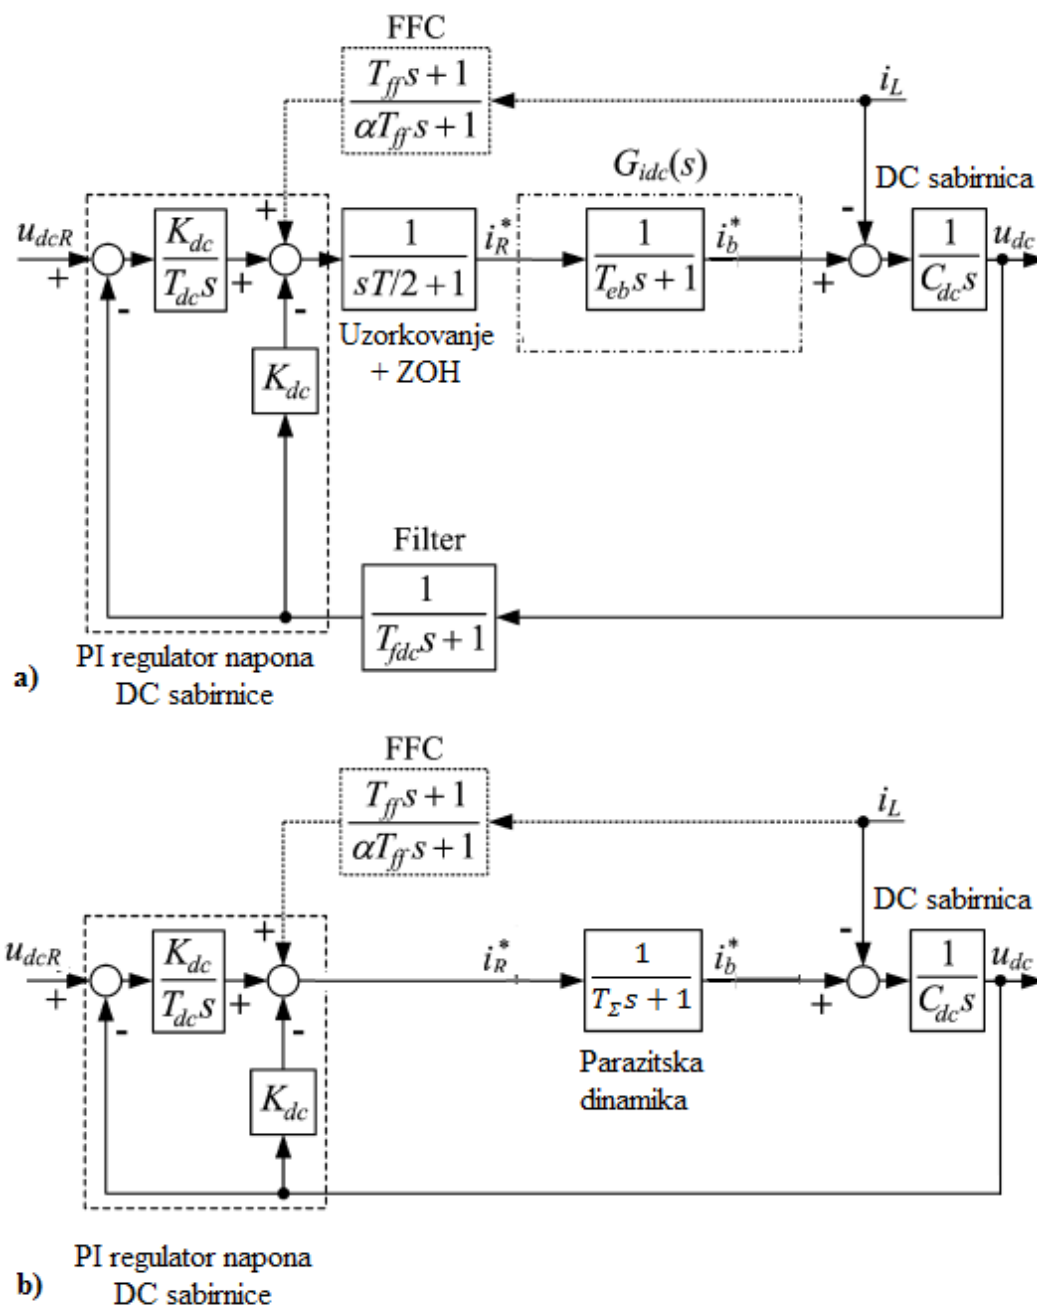 FFC
T_ff s + 1
αT_ff s + 1
i_L
G_idc(s)
DC sabirnica
u_dcR
+
-
K_dc
T_dc s
+
+
-
1
sT/2 + 1
i_R^*
1
T_eb s + 1
i_b^*
+
-
1
C_dc s
u_dc
Uzorkovanje
+ ZOH
K_dc
Filter
1
T_fdc s + 1
PI regulator napona
DC sabirnice
a)
FFC
T_ff s + 1
αT_ff s + 1
i_L
DC sabirnica
u_dcR
+
-
K_dc
T_dc s
+
+
-
i_R^*
1
T_Σ s + 1
i_b^*
+
-
1
C_dc s
u_dc
Parazitska
dinamika
K_dc
PI regulator napona
DC sabirnice
b)